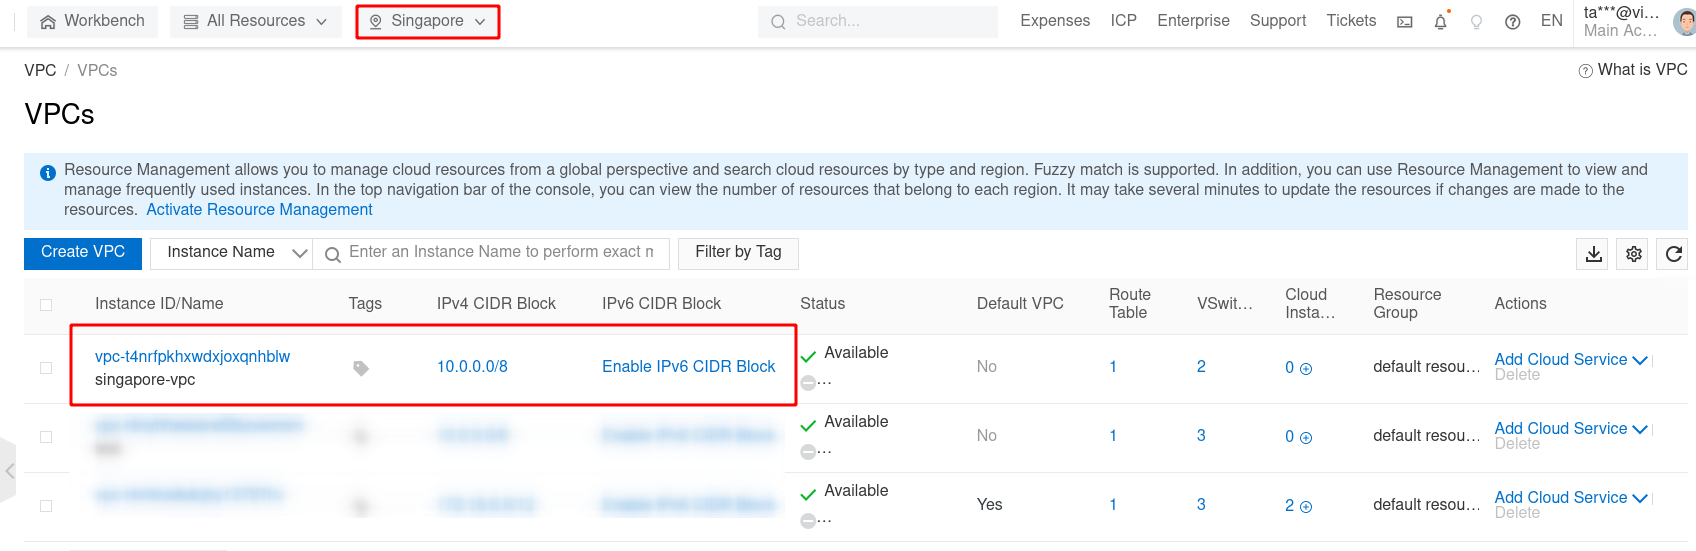 Workbench All Resources Singapore Search... Expenses ICP Enterprise Support Tickets EN ta***@vi...
Main Ac...
VPC / VPCs What is VPC
VPCs
Resource Management allows you to manage cloud resources from a global perspective and search cloud resources by type and region. Fuzzy match is supported. In addition, you can use Resource Management to view and
manage frequently used instances. In the top navigation bar of the console, you can view the number of resources that belong to each region. It may take several minutes to update the resources if changes are made to the
resources. Activate Resource Management
Create VPC Instance Name Enter an Instance Name to perform exact m Filter by Tag
Instance ID/Name Tags IPv4 CIDR Block IPv6 CIDR Block Status Default VPC Route Table VSwit... Cloud Insta... Resource Group Actions
vpc-t4nrfpkhxwdxjoxqnhblw
singapore-vpc 10.0.0.0/8 Enable IPv6 CIDR Block Available ... No 1 2 0 default resou... Add Cloud Service
Delete
Available ... No 1 3 0 default resou... Add Cloud Service
Delete
Available ... Yes 1 3 2 default resou... Add Cloud Service
Delete